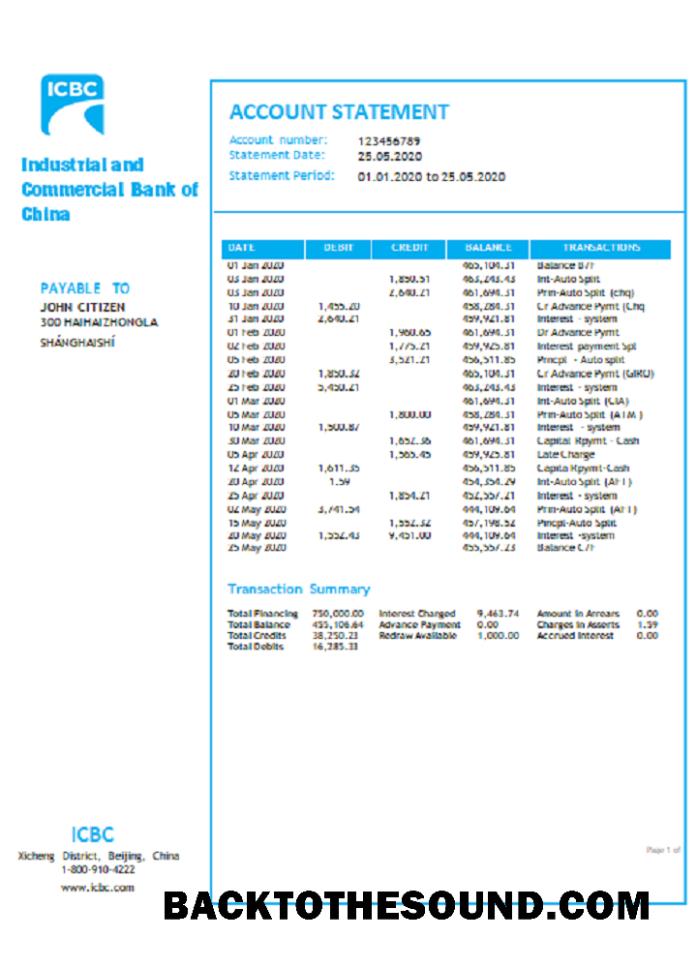 ICBC
Industrial and
Commercial Bank of
China
PAYABLE TO
JOHN CITIZEN
300 HAIHAIZHONGLA
SHÁNGHAISHÍ
ACCOUNT STATEMENT
Account number: 123456789
Statement Date: 25.05.2020
Statement Period: 01.01.2020 to 25.05.2020
DATE DEBIT CREDIT BALANCE TRANSACTIONS
01 Jan 2020 465,104.31 Balance B/F
03 Jan 2020 1,850.51 463,243.43 Int-Auto Split
03 Jan 2020 2,640.21 461,694.31 Prin-Auto Split (chq)
10 Jan 2020 1,455.20 458,284.31 Cr Advance Pymt (Chq
31 Jan 2020 2,640.21 459,921.81 Interest - system
01 Feb 2020 1,960.65 461,694.31 Dr Advance Pymt
02 Feb 2020 1,775.21 459,925.81 Interest payment Spl
05 Feb 2020 3,521.21 456,511.85 Princpl - Auto split
20 Feb 2020 1,850.32 465,104.31 Cr Advance Pymt (GIRO)
25 Feb 2020 5,450.21 463,243.43 Interest - system
01 Mar 2020 461,694.31 Int-Auto Split (CIA)
05 Mar 2020 1,800.00 458,284.31 Prin-Auto Split (ATM )
10 Mar 2020 1,500.87 459,921.81 Interest - system
30 Mar 2020 1,652.36 461,694.31 Capital Rpymt - Cash
05 Apr 2020 1,565.45 459,925.81 Late Charge
12 Apr 2020 1,611.35 456,511.85 Capita Rpymt-Cash
20 Apr 2020 1.59 454,354.29 Int-Auto Split (AFT)
25 Apr 2020 1,854.21 452,557.21 Interest - system
02 May 2020 3,741.54 444,109.64 Prin-Auto Split (AFT)
15 May 2020 1,552.32 457,198.52 Pincpl-Auto Split
20 May 2020 1,552.43 9,451.00 444,109.64 Interest -system
25 May 2020 455,557.23 Balance C/F
Transaction Summary
Total Financing 750,000.00 Interest Charged 9,463.74 Amount in Arrears 0.00
Total Balance 455,106.64 Advance Payment 0.00 Charges in Asserts 1.59
Total Credits 38,250.23 Redraw Available 1,000.00 Accrued Interest 0.00
Total Debits 16,285.33
Page 1 of
ICBC
Xicheng District, Beijing, China
1-800-910-4222
www.icbc.com
BACKTOTHESOUND.COM